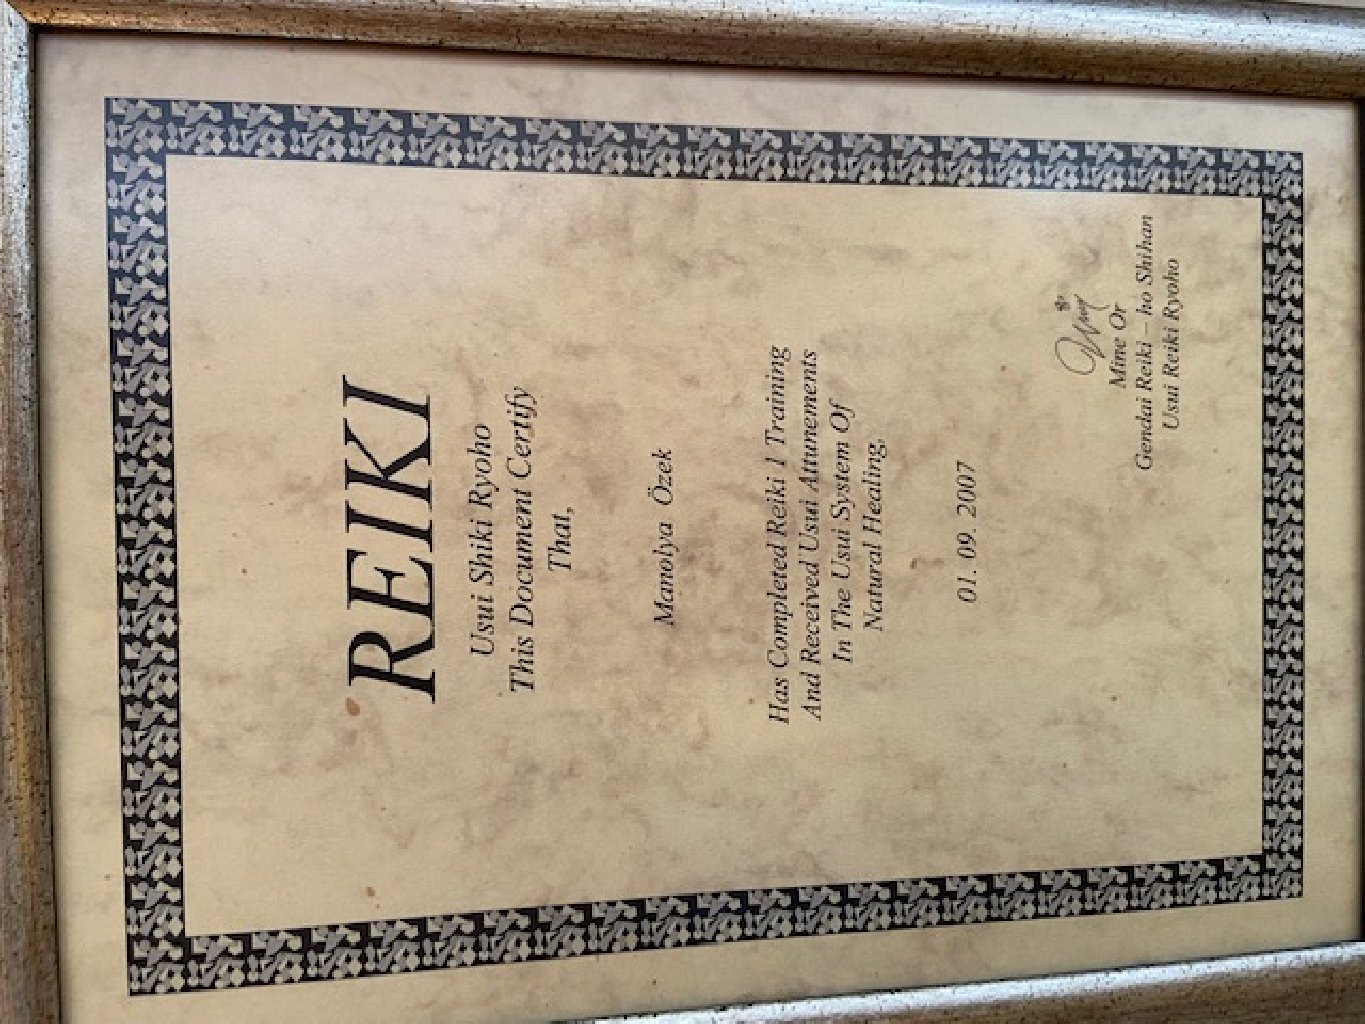 REIKI
Usui Shiki Ryoho
This Document Certify
That,
Manolya Özek
Has Completed Reiki 1 Training
And Received Usui Attunements
In The Usui System Of
Natural Healing,
01. 09. 2007
Mine Or
Gendai Reiki – ho Shihan
Usui Reiki Ryoho